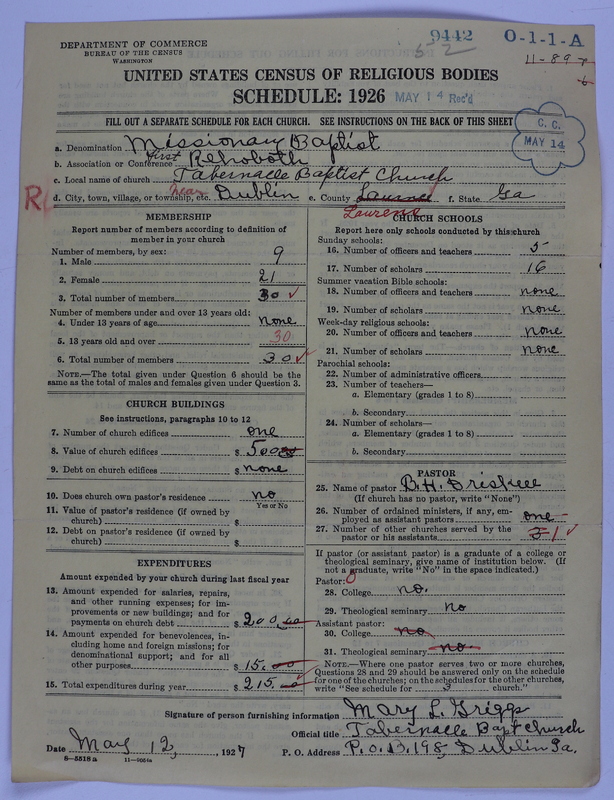 DEPARTMENT OF COMMERCE
BUREAU OF THE CENSUS
WASHINGTON
9442
52
O-1-1-A
11-89
UNITED STATES CENSUS OF RELIGIOUS BODIES
SCHEDULE: 1926
MAY 14 Rec'd
FILL OUT A SEPARATE SCHEDULE FOR EACH CHURCH. SEE INSTRUCTIONS ON THE BACK OF THIS SHEET
C. C.
MAY 14
a. Denomination Missionary Baptist
b. Association or Conference First Rehoboth
c. Local name of church Tabernacle Baptist Church
R
d. City, town, village, or township, etc. near Dublin e. County Laurence f. State Ga
Laurens
MEMBERSHIP
Report number of members according to definition of
member in your church
Number of members, by sex:
1. Male 9
2. Female 21
3. Total number of members 30
Number of members under and over 13 years old:
4. Under 13 years of age none
5. 13 years old and over 30
6. Total number of members 30
NOTE.—The total given under Question 6 should be
the same as the total of males and females given under Question 3.
CHURCH BUILDINGS
See instructions, paragraphs 10 to 12
7. Number of church edifices one
8. Value of church edifices $ 500
9. Debt on church edifices $ none
10. Does church own pastor's residence no
Yes or No
11. Value of pastor's residence (if owned by
church) $
12. Debt on pastor's residence (if owned by
church) $
EXPENDITURES
Amount expended by your church during last fiscal year
13. Amount expended for salaries, repairs,
and other running expenses; for im-
provements or new buildings; and for
payments on church debt $ 200.00
14. Amount expended for benevolences, in-
cluding home and foreign missions; for
denominational support; and for all
other purposes $ 15.00
15. Total expenditures during year $ 215.00
CHURCH SCHOOLS
Report here only schools conducted by this church
Sunday schools:
16. Number of officers and teachers 5
17. Number of scholars 16
Summer vacation Bible schools:
18. Number of officers and teachers none
19. Number of scholars none
Week-day religious schools:
20. Number of officers and teachers none
21. Number of scholars none
Parochial schools:
22. Number of administrative officers
23. Number of teachers—
a. Elementary (grades 1 to 8)
b. Secondary
24. Number of scholars—
a. Elementary (grades 1 to 8)
b. Secondary
PASTOR
25. Name of pastor B. H. Driskell
(If church has no pastor, write "None")
26. Number of ordained ministers, if any, em-
ployed as assistant pastors one
27. Number of other churches served by the
pastor or his assistants 1
If pastor (or assistant pastor) is a graduate of a college or
theological seminary, give name of institution below. (If
not a graduate, write "No" in the space indicated.)
Pastor: 0
28. College no.
29. Theological seminary no
Assistant pastor:
30. College no
31. Theological seminary no.
NOTE.—Where one pastor serves two or more churches,
Questions 28 and 29 should be answered only on the schedule
for one of the churches; on the schedules for the other churches,
write "See schedule for 3 church."
Signature of person furnishing information Mary L. Griggs
Official title Tabernacle Bapt Church
Date May 12, 1927 P. O. Address P.O.B. 198, Dublin Ga.
8-5518 a 11-9054a